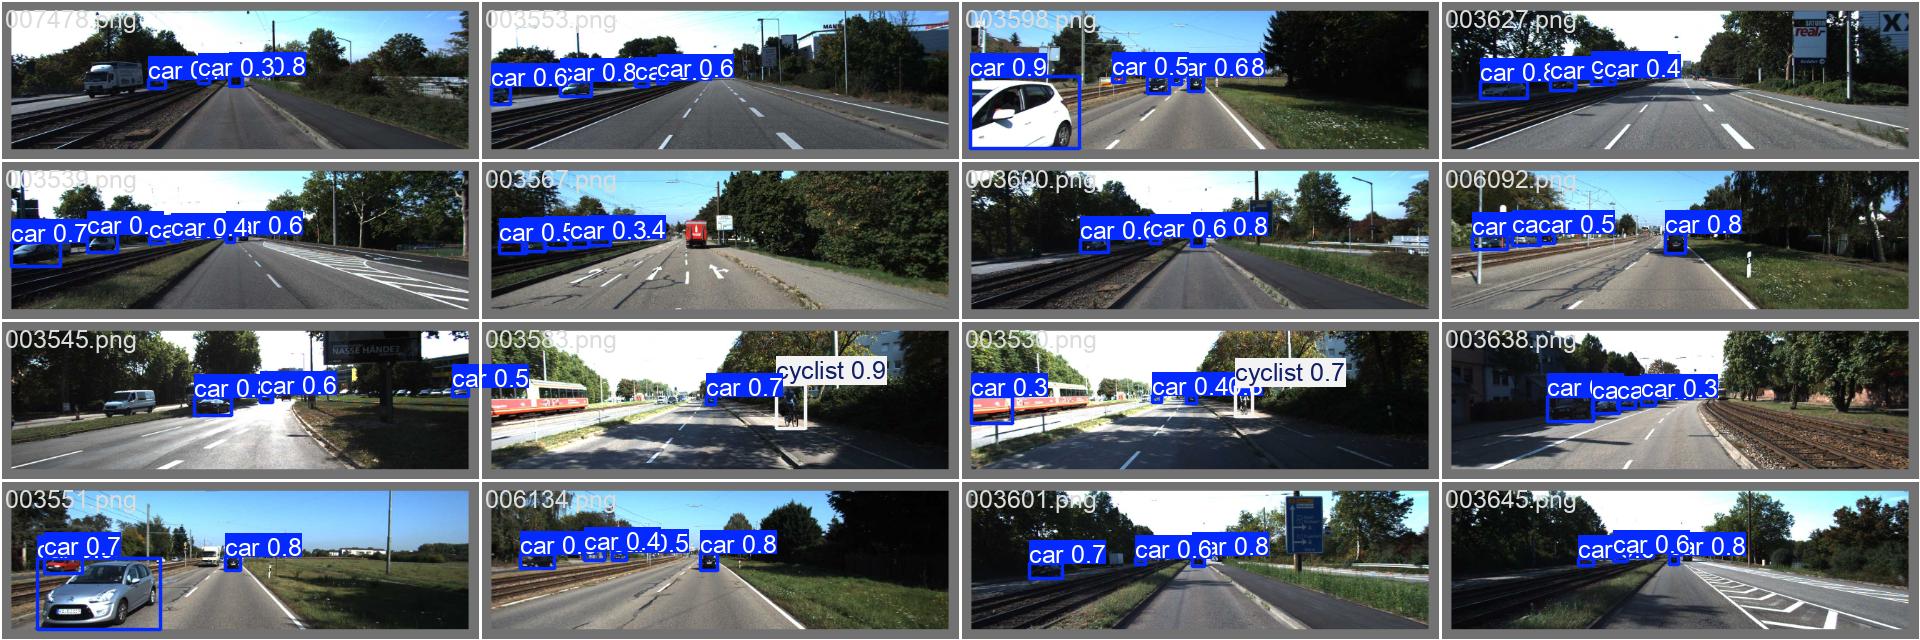 007478.png
car 0.3
0.8
003553.png
car 0.6
car 0.8
car 0.6
003598.png
car 0.9
car 0.5
car 0.6
003627.png
car 0.8
car 0.4
real,-
003539.png
car 0.7
car 0.
car 0.4
car 0.6
003567.png
car 0.5
car 0.3
003600.png
car 0.6
car 0.6
0.8
006092.png
car
car 0.5
car 0.8
003545.png
car 0.
car 0.6
car 0.5
NASSE HÄNDE?
003583.png
car 0.7
cyclist 0.9
003530.png
car 0.3
car 0.40
cyclist 0.7
003638.png
car
car 0.3
003551.png
car 0.7
car 0.8
006134.png
car 0.
car 0.4
0.5
car 0.8
003601.png
car 0.7
car 0.6
car 0.8
003645.png
car
car 0.6
car 0.8